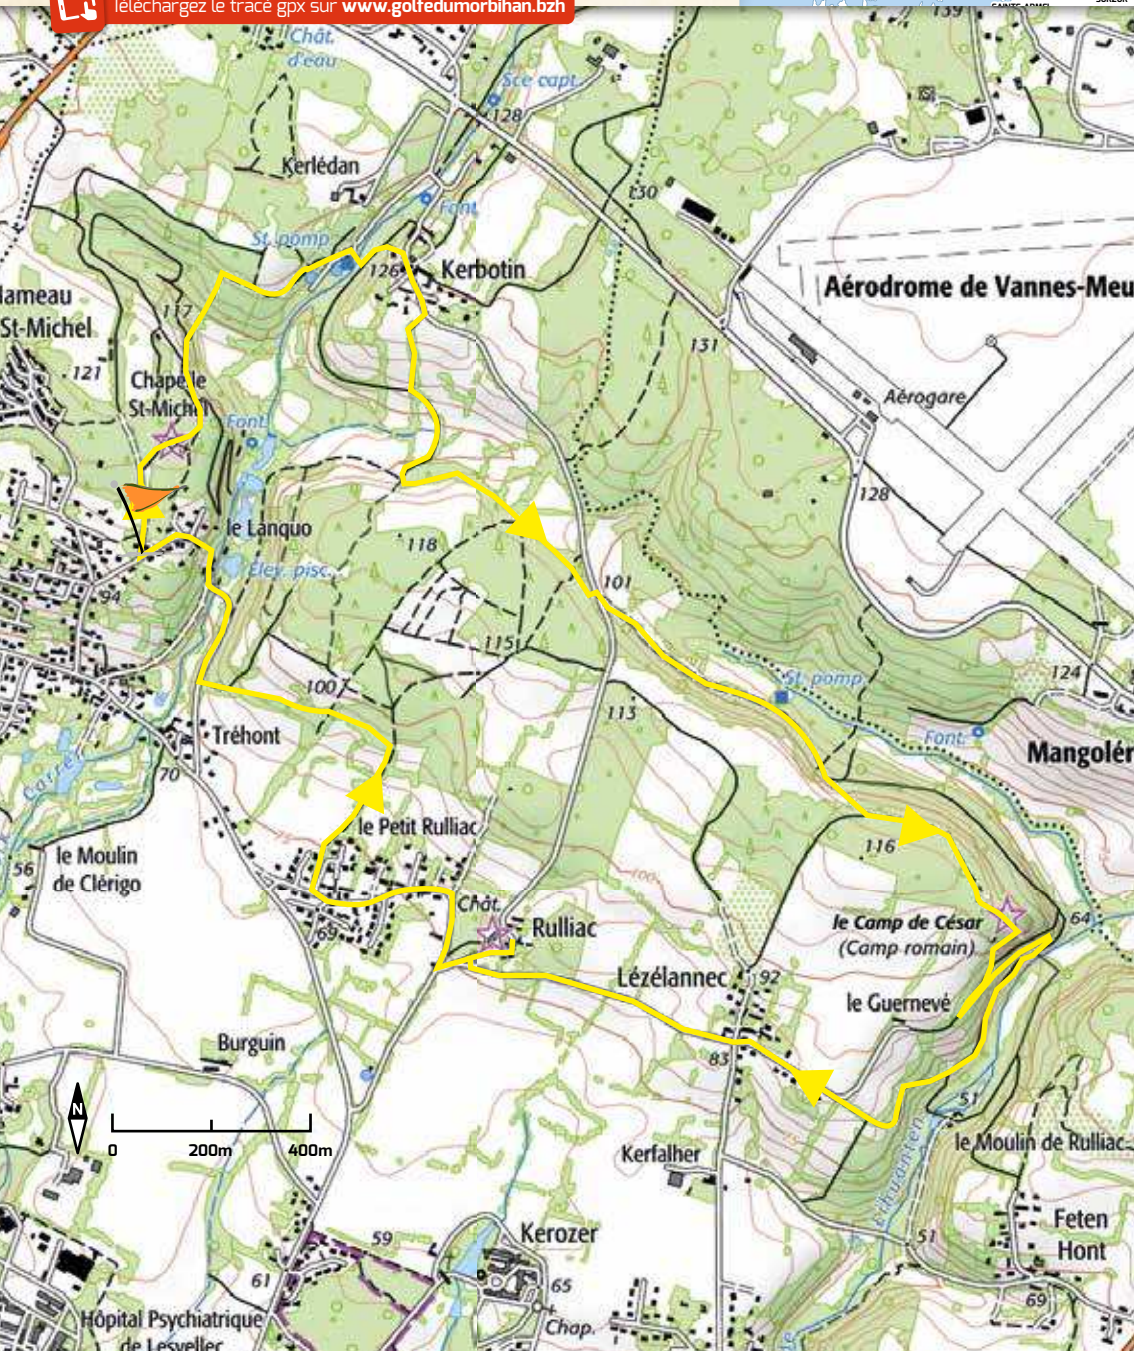 Téléchargez le tracé gpx sur www.golfedumorbihan.bzh
SAINTE-ARMEL
139
Chât.
d'eau
Sce capt.
128
Kerlédan
130
Font.
St. pomp.
126
Kerbotin
Aérodrome de Vannes-Meu
117
Hameau
St-Michel
131
121
Chapelle
St-Michel
Aérogare
Font.
128
le Lanquo
118
Elev. pisc.
101
94
115
124
St. pomp.
100
113
Tréhont
Font.
Mangolér
70
75
le Petit Rulliac
116
56
le Moulin
de Clérigo
100
Chât.
le Camp de César
(Camp romain)
64
69
Rulliac
Lézélannec
92
le Guernevé
Burguin
83
51
N
0 200m 400m
le Moulin de Rulliac
Kerfalher
59
Kerozer
Feten
Hont
51
61
65
69
Hôpital Psychiatrique
de Lesvellec
Chap.